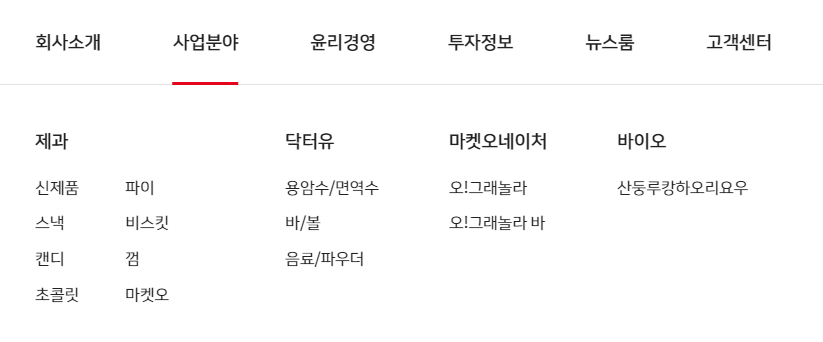 회사소개 사업분야 윤리경영 투자정보 뉴스룸 고객센터
제과 닥터유 마켓오네이처 바이오
신제품 파이 용암수/면역수 오!그래놀라 산둥루캉하오리요우
스낵 비스킷 바/볼 오!그래놀라 바
캔디 껌 음료/파우더
초콜릿 마켓오